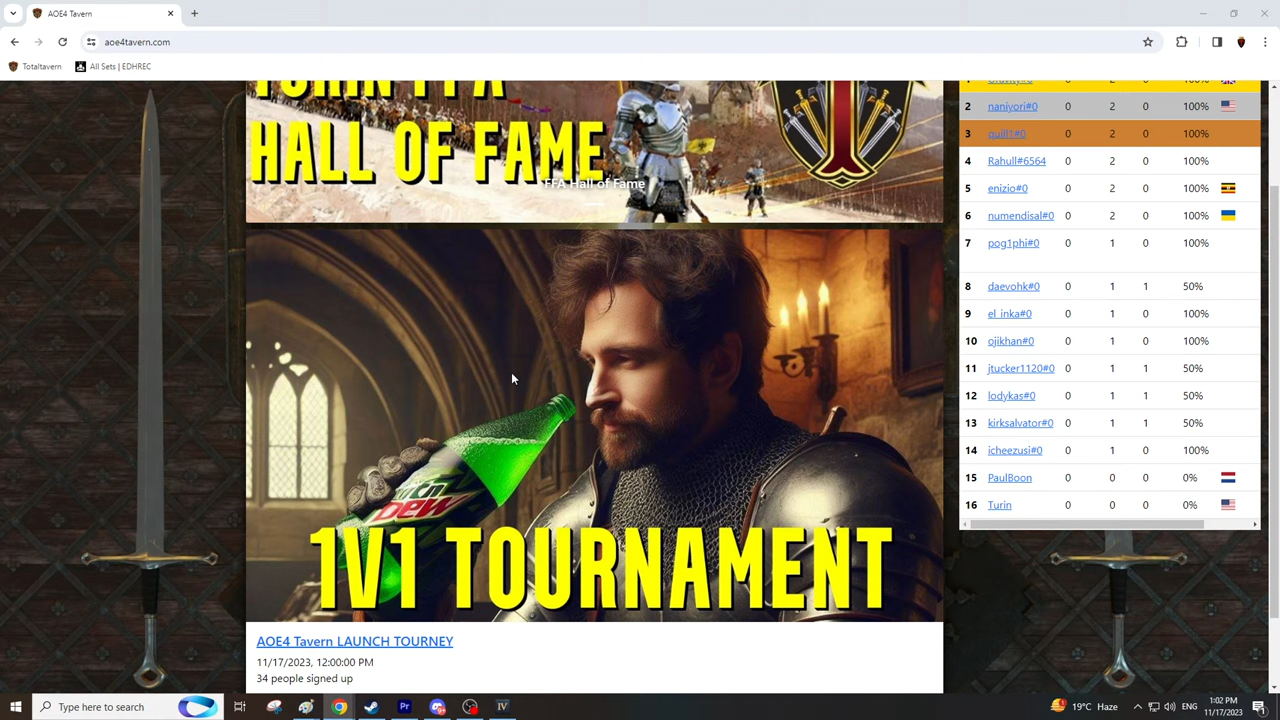 AOE4 Tavern
aoe4tavern.com
Totaltavern
All Sets | EDHREC
HALL OF FAME
FFA Hall of Fame
mtn
DEW
1V1 TOURNAMENT
AOE4 Tavern LAUNCH TOURNEY
11/17/2023, 12:00:00 PM
34 people signed up
2 naniyori#0 0 2 0 100%
3 quill1#0 0 2 0 100%
4 Rahull#6564 0 2 0 100%
5 enizio#0 0 2 0 100%
6 numendisal#0 0 2 0 100%
7 pog1phi#0 0 1 0 100%
8 daevohk#0 0 1 1 50%
9 el_inka#0 0 1 0 100%
10 ojikhan#0 0 1 0 100%
11 jtucker1120#0 0 1 1 50%
12 lodykas#0 0 1 1 50%
13 kirksalvator#0 0 1 1 50%
14 icheezusi#0 0 1 0 100%
15 PaulBoon 0 0 0 0%
16 Turin 0 0 0 0%
Type here to search
Pr
IV
19°C Haze
ENG
1:02 PM
11/17/2023
1